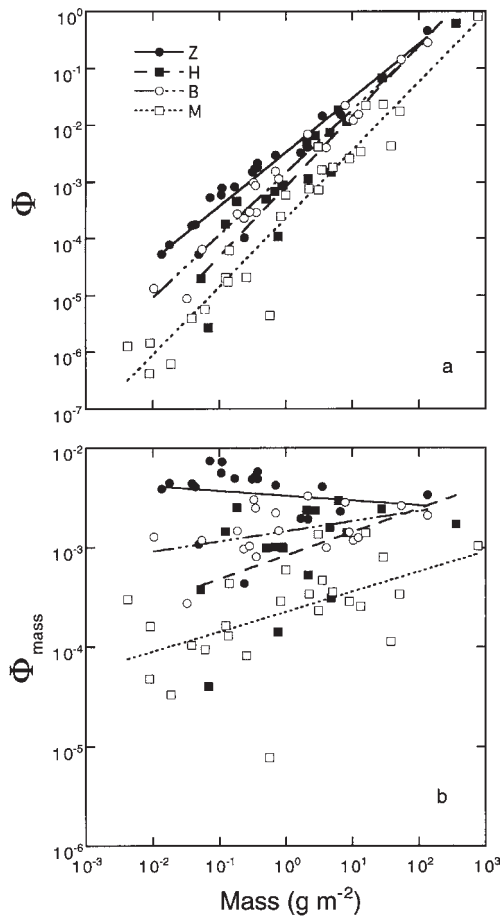 10⁰
10⁻¹
10⁻²
10⁻³
10⁻⁴
10⁻⁵
10⁻⁶
10⁻⁷
Φ
Z
H
B
M
a
10⁻²
10⁻³
10⁻⁴
10⁻⁵
10⁻⁶
Φmass
b
10⁻³ 10⁻² 10⁻¹ 10⁰ 10¹ 10² 10³
Mass (g m⁻²)